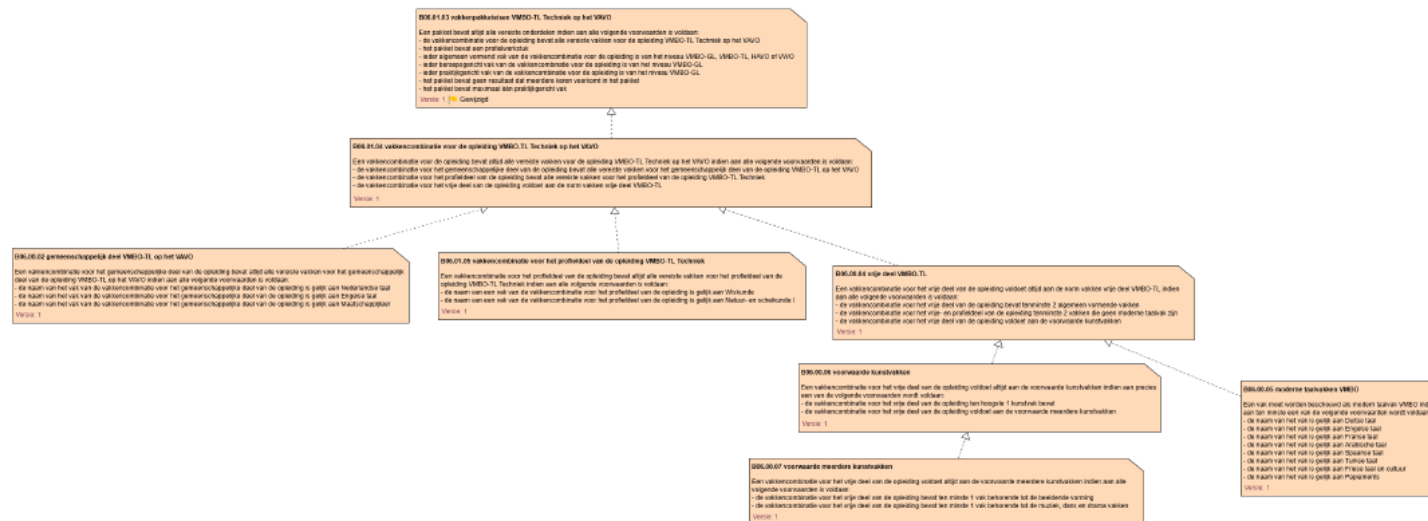 B06.01.03 vakkenpakketeisen VMBO-TL Techniek op het VAVO
Een pakket bevat altijd alle vereiste onderdelen indien aan alle volgende voorwaarden is voldaan:
- de vakkencombinatie voor de opleiding bevat alle vereiste vakken voor de opleiding VMBO-TL Techniek op het VAVO
- het pakket bevat een profielwerkstuk
- ieder algemeen vormend vak van de vakkencombinatie voor de opleiding is van het niveau VMBO-GL, VMBO-TL, HAVO of VWO
- ieder beroepsgericht vak van de vakkencombinatie voor de opleiding is van het niveau VMBO-GL
- ieder praktijkgericht vak van de vakkencombinatie voor de opleiding is van het niveau VMBO-GL
- het pakket bevat geen resultaat dat meerdere keren voorkomt in het pakket
- het pakket bevat maximaal één praktijkgericht vak
Versie: 1 Gewijzigd
B06.01.04 vakkencombinatie voor de opleiding VMBO-TL Techniek op het VAVO
Een vakkencombinatie voor de opleiding bevat altijd alle vereiste vakken voor de opleiding VMBO-TL Techniek op het VAVO indien aan alle volgende voorwaarden is voldaan:
- de vakkencombinatie voor het gemeenschappelijke deel van de opleiding bevat alle vereiste vakken voor het gemeenschappelijk deel van de opleiding VMBO-TL op het VAVO
- de vakkencombinatie voor het profieldeel van de opleiding bevat alle vereiste vakken voor het profieldeel van de opleiding VMBO-TL Techniek
- de vakkencombinatie voor het vrije deel van de opleiding voldoet aan de norm vakken vrije deel VMBO-TL
Versie: 1
B06.00.02 gemeenschappelijk deel VMBO-TL op het VAVO
Een vakkencombinatie voor het gemeenschappelijke deel van de opleiding bevat altijd alle vereiste vakken voor het gemeenschappelijk
deel van de opleiding VMBO-TL op het VAVO indien aan alle volgende voorwaarden is voldaan:
- de naam van het vak van de vakkencombinatie voor het gemeenschappelijke deel van de opleiding is gelijk aan Nederlandse taal
- de naam van het vak van de vakkencombinatie voor het gemeenschappelijke deel van de opleiding is gelijk aan Engelse taal
- de naam van het vak van de vakkencombinatie voor het gemeenschappelijke deel van de opleiding is gelijk aan Maatschappijleer
Versie: 1
B06.01.05 vakkencombinatie voor het profieldeel van de opleiding VMBO-TL Techniek
Een vakkencombinatie voor het profieldeel van de opleiding bevat altijd alle vereiste vakken voor het profieldeel van de
opleiding VMBO-TL Techniek indien aan alle volgende voorwaarden is voldaan:
- de naam van een vak van de vakkencombinatie voor het profieldeel van de opleiding is gelijk aan Wiskunde
- de naam van een vak van de vakkencombinatie voor het profieldeel van de opleiding is gelijk aan Natuur- en scheikunde I
Versie: 1
B06.00.04 vrije deel VMBO-TL
Een vakkencombinatie voor het vrije deel van de opleiding voldoet altijd aan de norm vakken vrije deel VMBO-TL indien
aan alle volgende voorwaarden is voldaan:
- de vakkencombinatie voor het vrije deel van de opleiding bevat tenminste 2 algemeen vormende vakken
- de vakkencombinatie voor het vrije- en profieldeel van de opleiding tenminste 2 vakken die geen moderne taalvak zijn
- de vakkencombinatie voor het vrije deel van de opleiding voldoet aan de voorwaarde kunstvakken
Versie: 1
B06.00.06 voorwaarde kunstvakken
Een vakkencombinatie voor het vrije deel van de opleiding voldoet altijd aan de voorwaarde kunstvakken indien aan precies
een van de volgende voorwaarden wordt voldaan:
- de vakkencombinatie voor het vrije deel van de opleiding ten hoogste 1 kunstvak bevat
- de vakkencombinatie voor het vrije deel van de opleiding voldoet aan de voorwaarde meerdere kunstvakken
Versie: 1
B06.00.05 moderne taalvakken VMBO
Een vak moet worden beschouwd als modern taalvak VMBO ind
aan ten minste een van de volgende voorwaarden wordt voldaan
- de naam van het vak is gelijk aan Duitse taal
- de naam van het vak is gelijk aan Engelse taal
- de naam van het vak is gelijk aan Franse taal
- de naam van het vak is gelijk aan Arabische taal
- de naam van het vak is gelijk aan Spaanse taal
- de naam van het vak is gelijk aan Turkse taal
- de naam van het vak is gelijk aan Friese taal en cultuur
- de naam van het vak is gelijk aan Papiaments
Versie: 1
B06.00.07 voorwaarde meerdere kunstvakken
Een vakkencombinatie voor het vrije deel van de opleiding voldoet altijd aan de voorwaarde meerdere kunstvakken indien aan alle
volgende voorwaarden is voldaan:
- de vakkencombinatie voor het vrije deel van de opleiding bevat ten minste 1 vak behorende tot de beeldende vorming
- de vakkencombinatie voor het vrije deel van de opleiding bevat ten minste 1 vak behorende tot de muziek, dans en drama vakken
Versie: 1